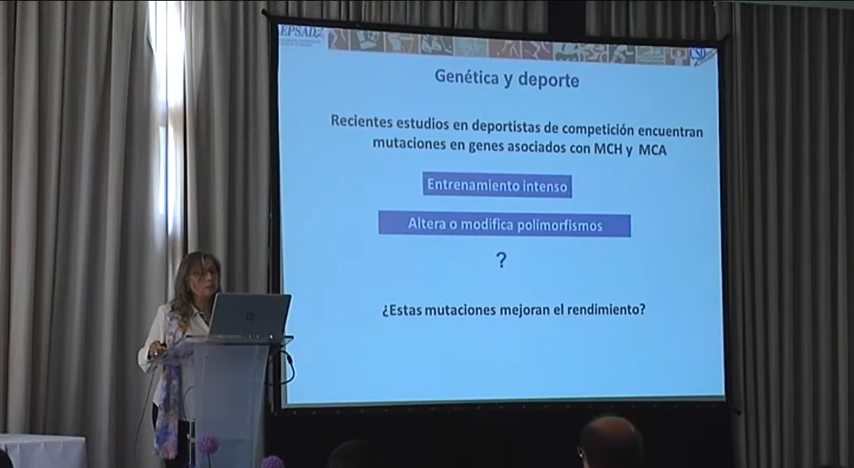 EPSAD
Genética y deporte
Recientes estudios en deportistas de competición encuentran
mutaciones en genes asociados con MCH y MCA
Entrenamiento intenso
Altera o modifica polimorfismos
?
¿Estas mutaciones mejoran el rendimiento?